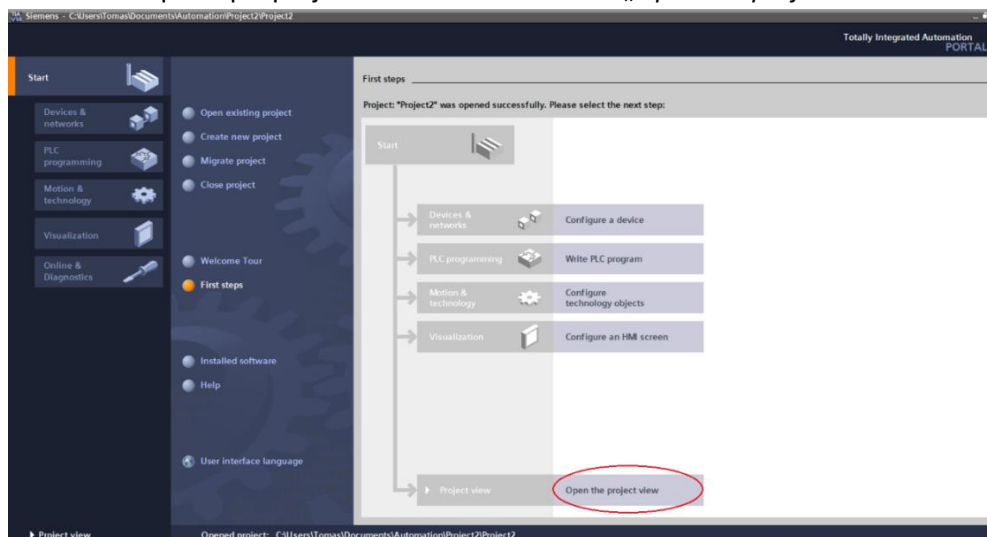 Siemens - C:\Users\Tomas\Documents\Automation\Project2\Project2
Totally Integrated Automation
PORTAL
Start
Devices &
networks
PLC
programming
Motion &
technology
Visualization
Online &
Diagnostics
Open existing project
Create new project
Migrate project
Close project
Welcome Tour
First steps
Installed software
Help
User interface language
First steps
Project: "Project2" was opened successfully. Please select the next step:
Start
Devices &
networks
Configure a device
PLC programming
Write PLC program
Motion &
technology
Configure
technology objects
Visualization
Configure an HMI screen
Project view
Open the project view
Project view
Opened project: C:\Users\Tomas\Documents\Automation\Project2\Project2